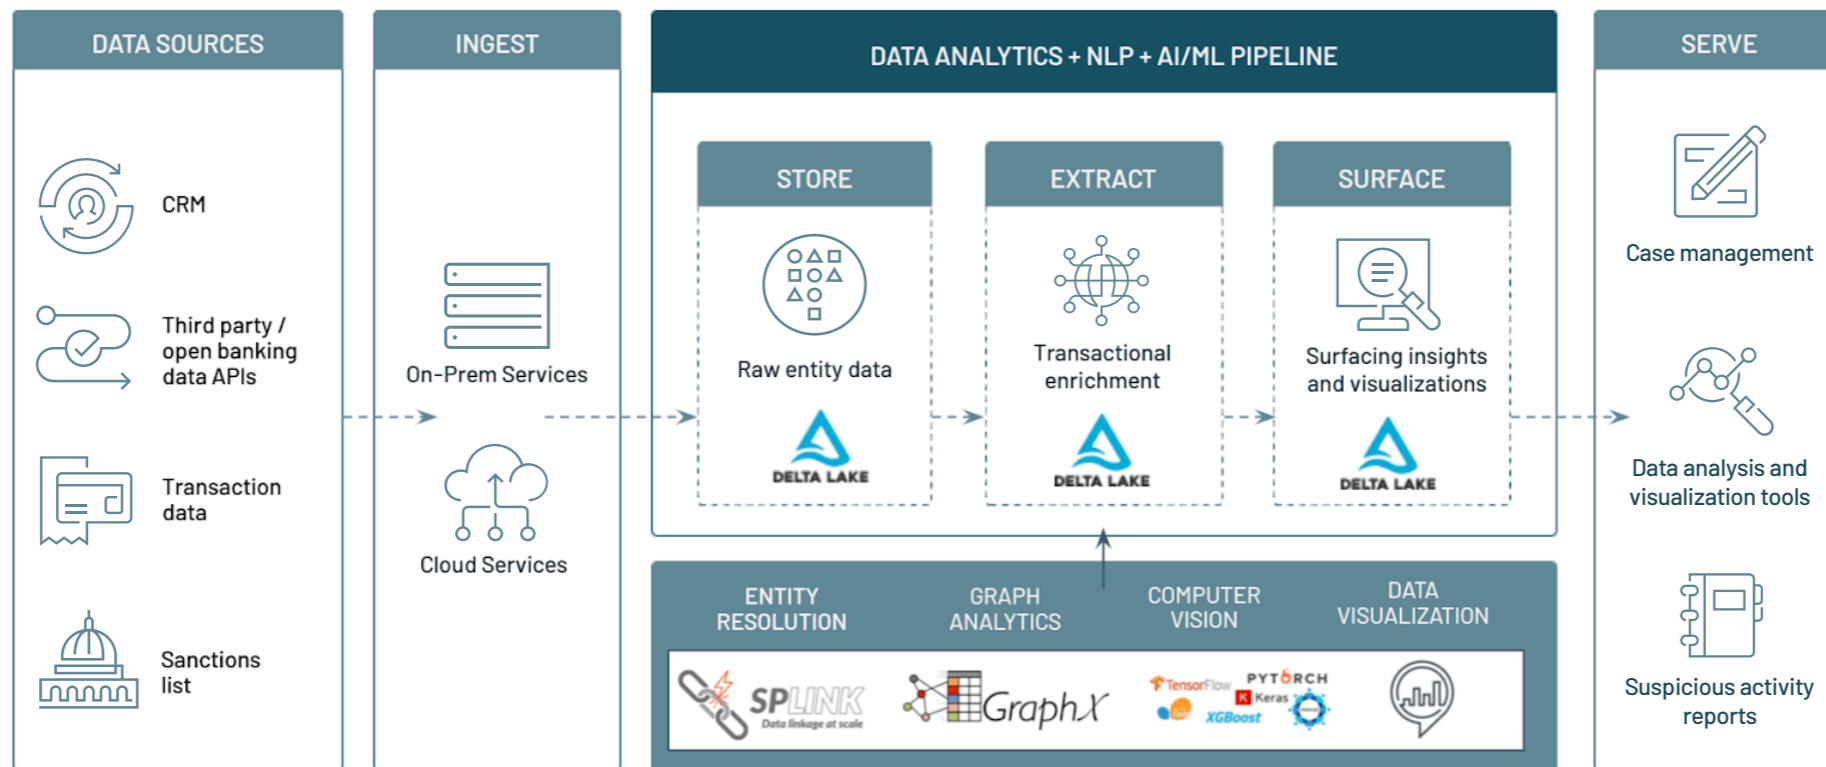 DATA SOURCES
CRM
Third party /
open banking
data APIs
Transaction
data
Sanctions
list
INGEST
On-Prem Services
Cloud Services
DATA ANALYTICS + NLP + AI/ML PIPELINE
STORE
Raw entity data
DELTA LAKE
EXTRACT
Transactional
enrichment
DELTA LAKE
SURFACE
Surfacing insights
and visualizations
DELTA LAKE
ENTITY
RESOLUTION
GRAPH
ANALYTICS
COMPUTER
VISION
DATA
VISUALIZATION
SPLINK
Data linkage at scale
GraphX
TensorFlow
PYTORCH
K Keras
XGBoost
SERVE
Case management
Data analysis and
visualization tools
Suspicious activity
reports